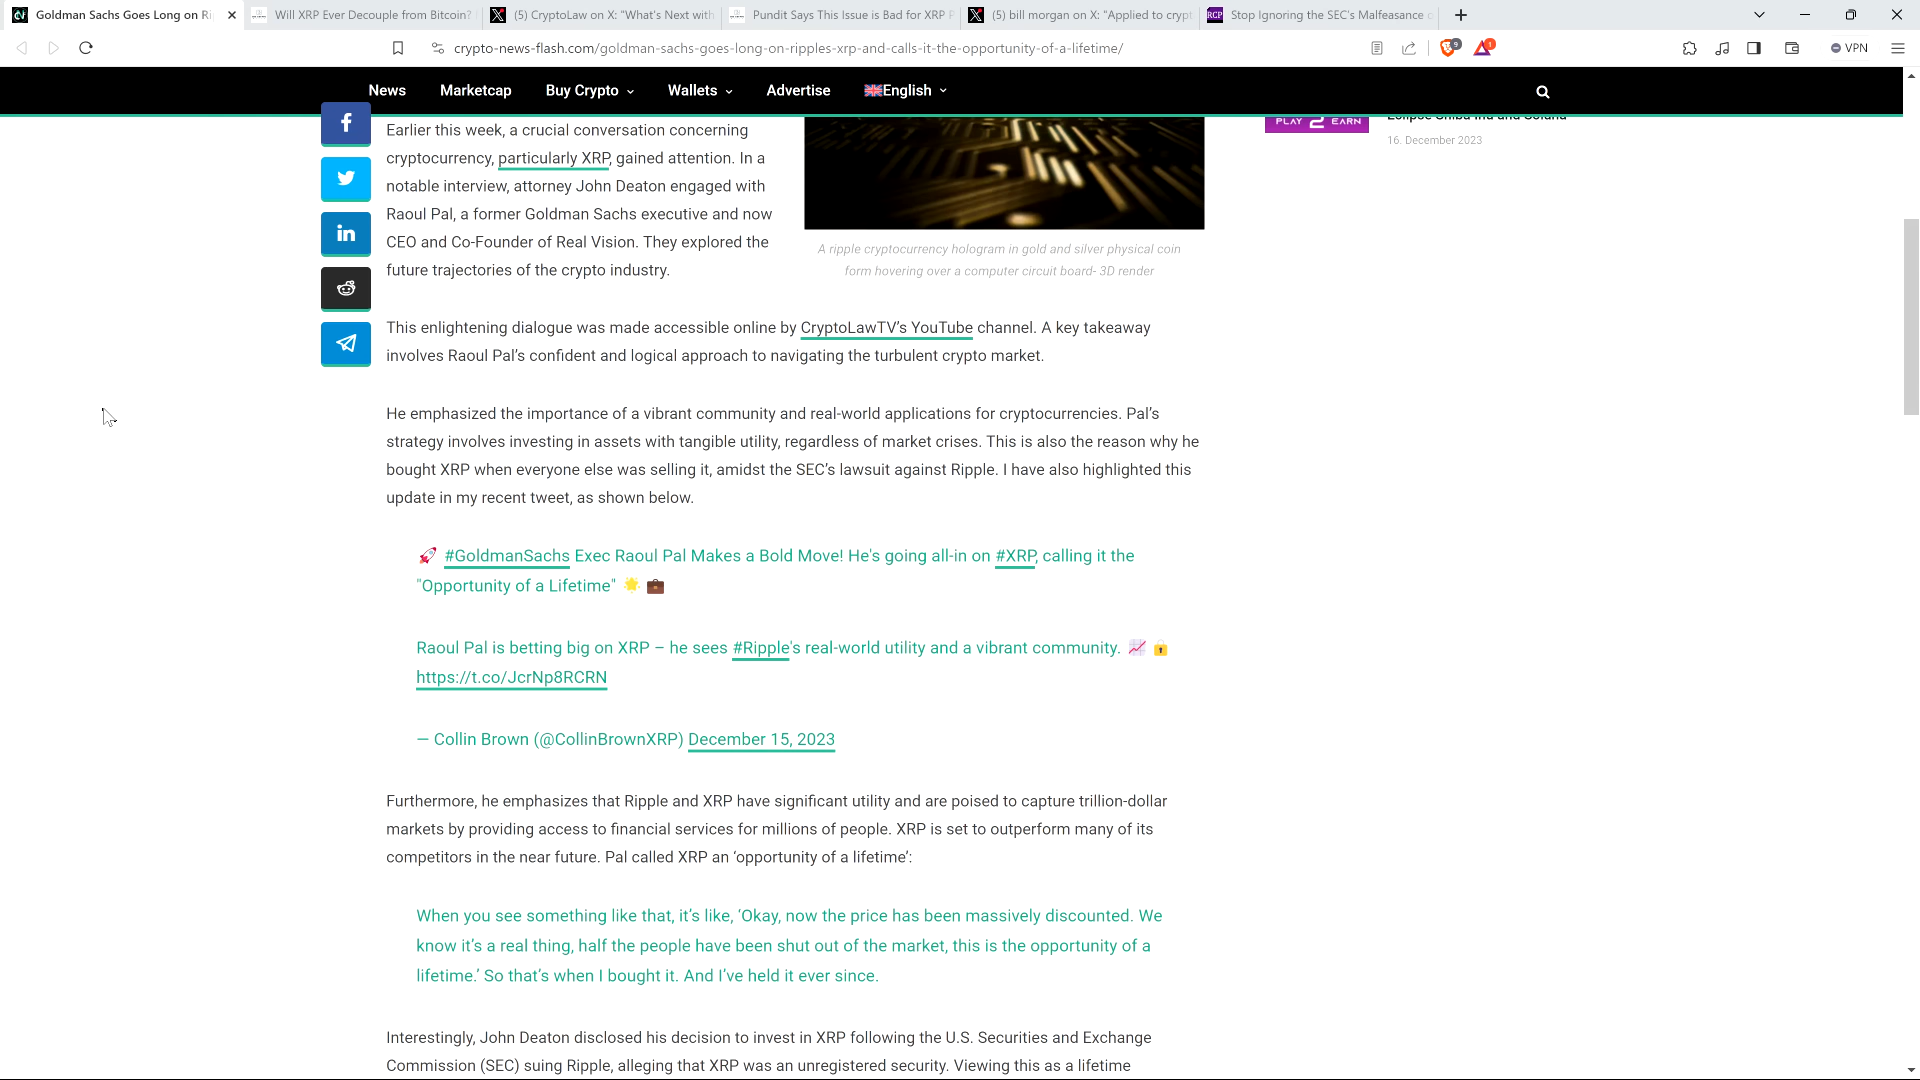 Goldman Sachs Goes Long on Ri
Will XRP Ever Decouple from Bitcoin?
(5) CryptoLaw on X: "What's Next with
Pundit Says This Issue is Bad for XRP P
(5) bill morgan on X: "Applied to crypt
RCP
Stop Ignoring the SEC's Malfeasance o
crypto-news-flash.com/goldman-sachs-goes-long-on-ripples-xrp-and-calls-it-the-opportunity-of-a-lifetime/
9
1
VPN
News
Marketcap
Buy Crypto
Wallets
Advertise
English
Earlier this week, a crucial conversation concerning
cryptocurrency, particularly XRP, gained attention. In a
notable interview, attorney John Deaton engaged with
Raoul Pal, a former Goldman Sachs executive and now
CEO and Co-Founder of Real Vision. They explored the
future trajectories of the crypto industry.
A ripple cryptocurrency hologram in gold and silver physical coin
form hovering over a computer circuit board- 3D render
PLAY 2 EARN
Eclipse Shiba Inu and Solana
16. December 2023
This enlightening dialogue was made accessible online by CryptoLawTV’s YouTube channel. A key takeaway
involves Raoul Pal’s confident and logical approach to navigating the turbulent crypto market.
He emphasized the importance of a vibrant community and real-world applications for cryptocurrencies. Pal’s
strategy involves investing in assets with tangible utility, regardless of market crises. This is also the reason why he
bought XRP when everyone else was selling it, amidst the SEC’s lawsuit against Ripple. I have also highlighted this
update in my recent tweet, as shown below.
🚀 #GoldmanSachs Exec Raoul Pal Makes a Bold Move! He's going all-in on #XRP, calling it the
"Opportunity of a Lifetime" 🌟 💼
Raoul Pal is betting big on XRP – he sees #Ripple's real-world utility and a vibrant community. 📈 🔒
https://t.co/JcrNp8RCRN
— Collin Brown (@CollinBrownXRP) December 15, 2023
Furthermore, he emphasizes that Ripple and XRP have significant utility and are poised to capture trillion-dollar
markets by providing access to financial services for millions of people. XRP is set to outperform many of its
competitors in the near future. Pal called XRP an ‘opportunity of a lifetime’:
When you see something like that, it’s like, ‘Okay, now the price has been massively discounted. We
know it’s a real thing, half the people have been shut out of the market, this is the opportunity of a
lifetime.’ So that’s when I bought it. And I’ve held it ever since.
Interestingly, John Deaton disclosed his decision to invest in XRP following the U.S. Securities and Exchange
Commission (SEC) suing Ripple, alleging that XRP was an unregistered security. Viewing this as a lifetime